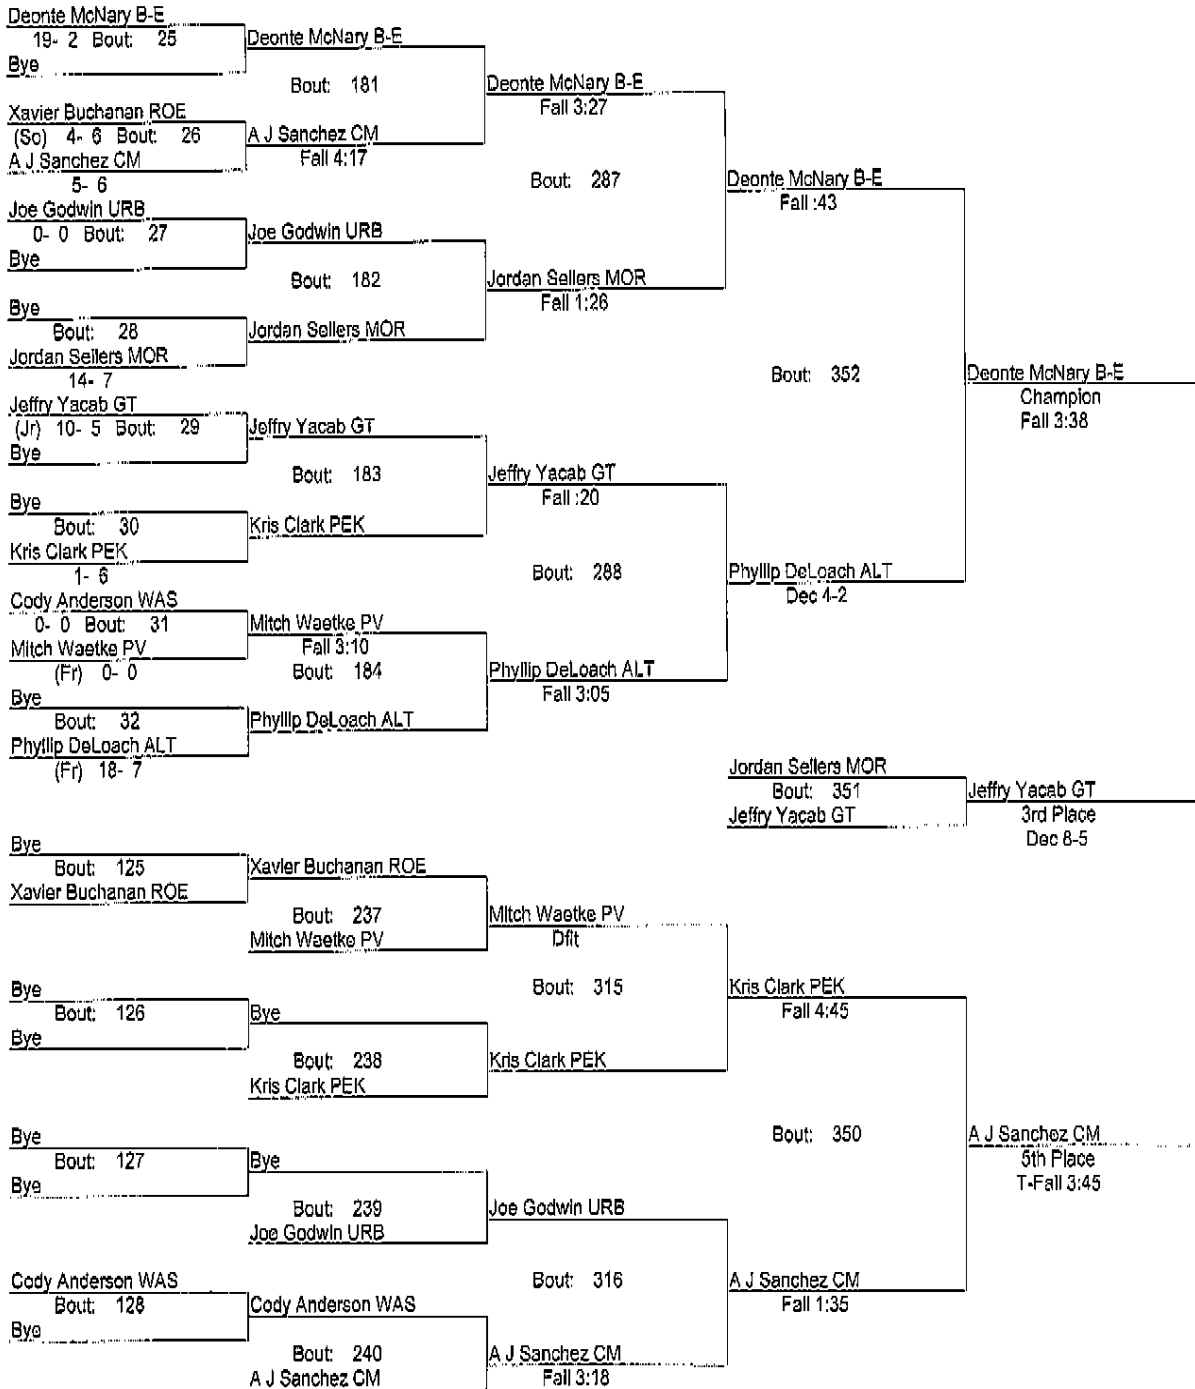 Deonte McNary B-E
19- 2 Bout: 25
Bye
Deonte McNary B-E
Bout: 181
Xavier Buchanan ROE
(So) 4- 6 Bout: 26
A J Sanchez CM
5- 6
A J Sanchez CM
Fall 4:17
Deonte McNary B-E
Fall 3:27
Bout: 287
Joe Godwin URB
0- 0 Bout: 27
Bye
Joe Godwin URB
Bout: 182
Bye
Bout: 28
Jordan Sellers MOR
14- 7
Jordan Sellers MOR
Jordan Sellers MOR
Fall 1:26
Deonte McNary B-E
Fall :43
Bout: 352
Jeffry Yacab GT
(Jr) 10- 5 Bout: 29
Bye
Jeffry Yacab GT
Bout: 183
Bye
Bout: 30
Kris Clark PEK
1- 6
Kris Clark PEK
Jeffry Yacab GT
Fall :20
Bout: 288
Cody Anderson WAS
0- 0 Bout: 31
Mitch Waetke PV
(Fr) 0- 0
Mitch Waetke PV
Fall 3:10
Bout: 184
Bye
Bout: 32
Phyllip DeLoach ALT
(Fr) 18- 7
Phyllip DeLoach ALT
Phyllip DeLoach ALT
Fall 3:05
Phyllip DeLoach ALT
Dec 4-2
Deonte McNary B-E
Champion
Fall 3:38
Jordan Sellers MOR
Bout: 351
Jeffry Yacab GT
Jeffry Yacab GT
3rd Place
Dec 8-5
Bye
Bout: 125
Xavier Buchanan ROE
Xavier Buchanan ROE
Bout: 237
Mitch Waetke PV
Mitch Waetke PV
Dflt
Bout: 315
Bye
Bout: 126
Bye
Bye
Bout: 238
Kris Clark PEK
Kris Clark PEK
Kris Clark PEK
Fall 4:45
Bout: 350
Bye
Bout: 127
Bye
Bye
Bout: 239
Joe Godwin URB
Joe Godwin URB
Bout: 316
Cody Anderson WAS
Bout: 128
Bye
Cody Anderson WAS
Bout: 240
A J Sanchez CM
A J Sanchez CM
Fall 3:18
A J Sanchez CM
Fall 1:35
A J Sanchez CM
5th Place
T-Fall 3:45